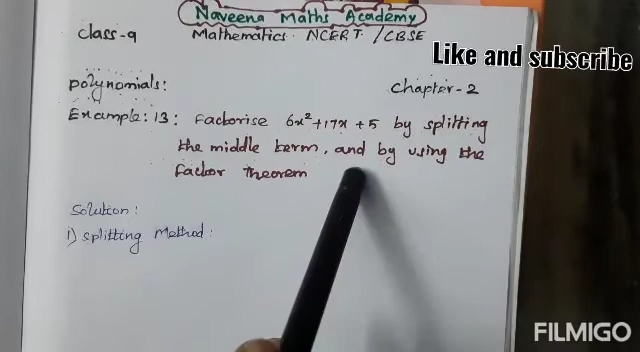 Naveena Maths Academy
Class-9
Mathematics. NCERT / CBSE
Like and subscribe
Polynomials:
Chapter-2
Example: 13: Factorise 6x²+17x+5 by splitting
the middle term, and by using the
Factor theorem
Solution:
i) Splitting Method:
FILMIGO